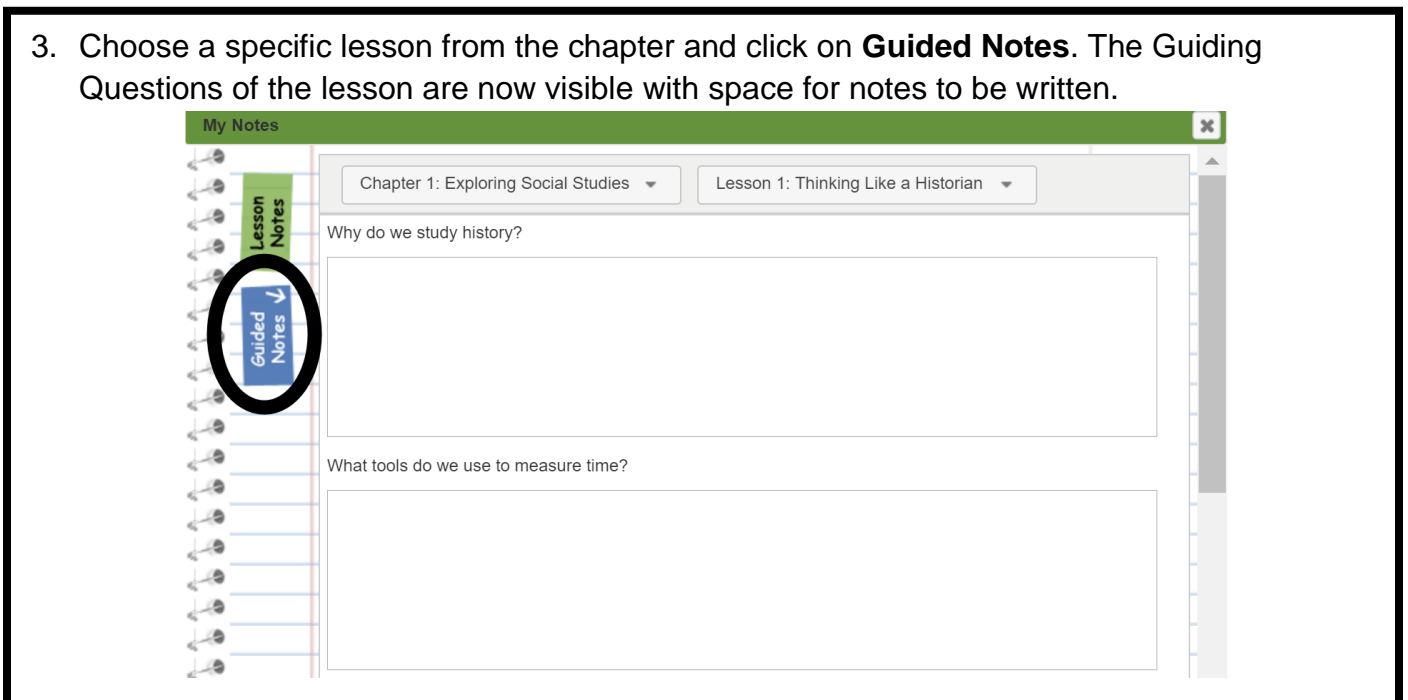 3. Choose a specific lesson from the chapter and click on Guided Notes. The Guiding
Questions of the lesson are now visible with space for notes to be written.
My Notes
Chapter 1: Exploring Social Studies
Lesson 1: Thinking Like a Historian
Lesson
Notes
Why do we study history?
Guided
Notes
What tools do we use to measure time?